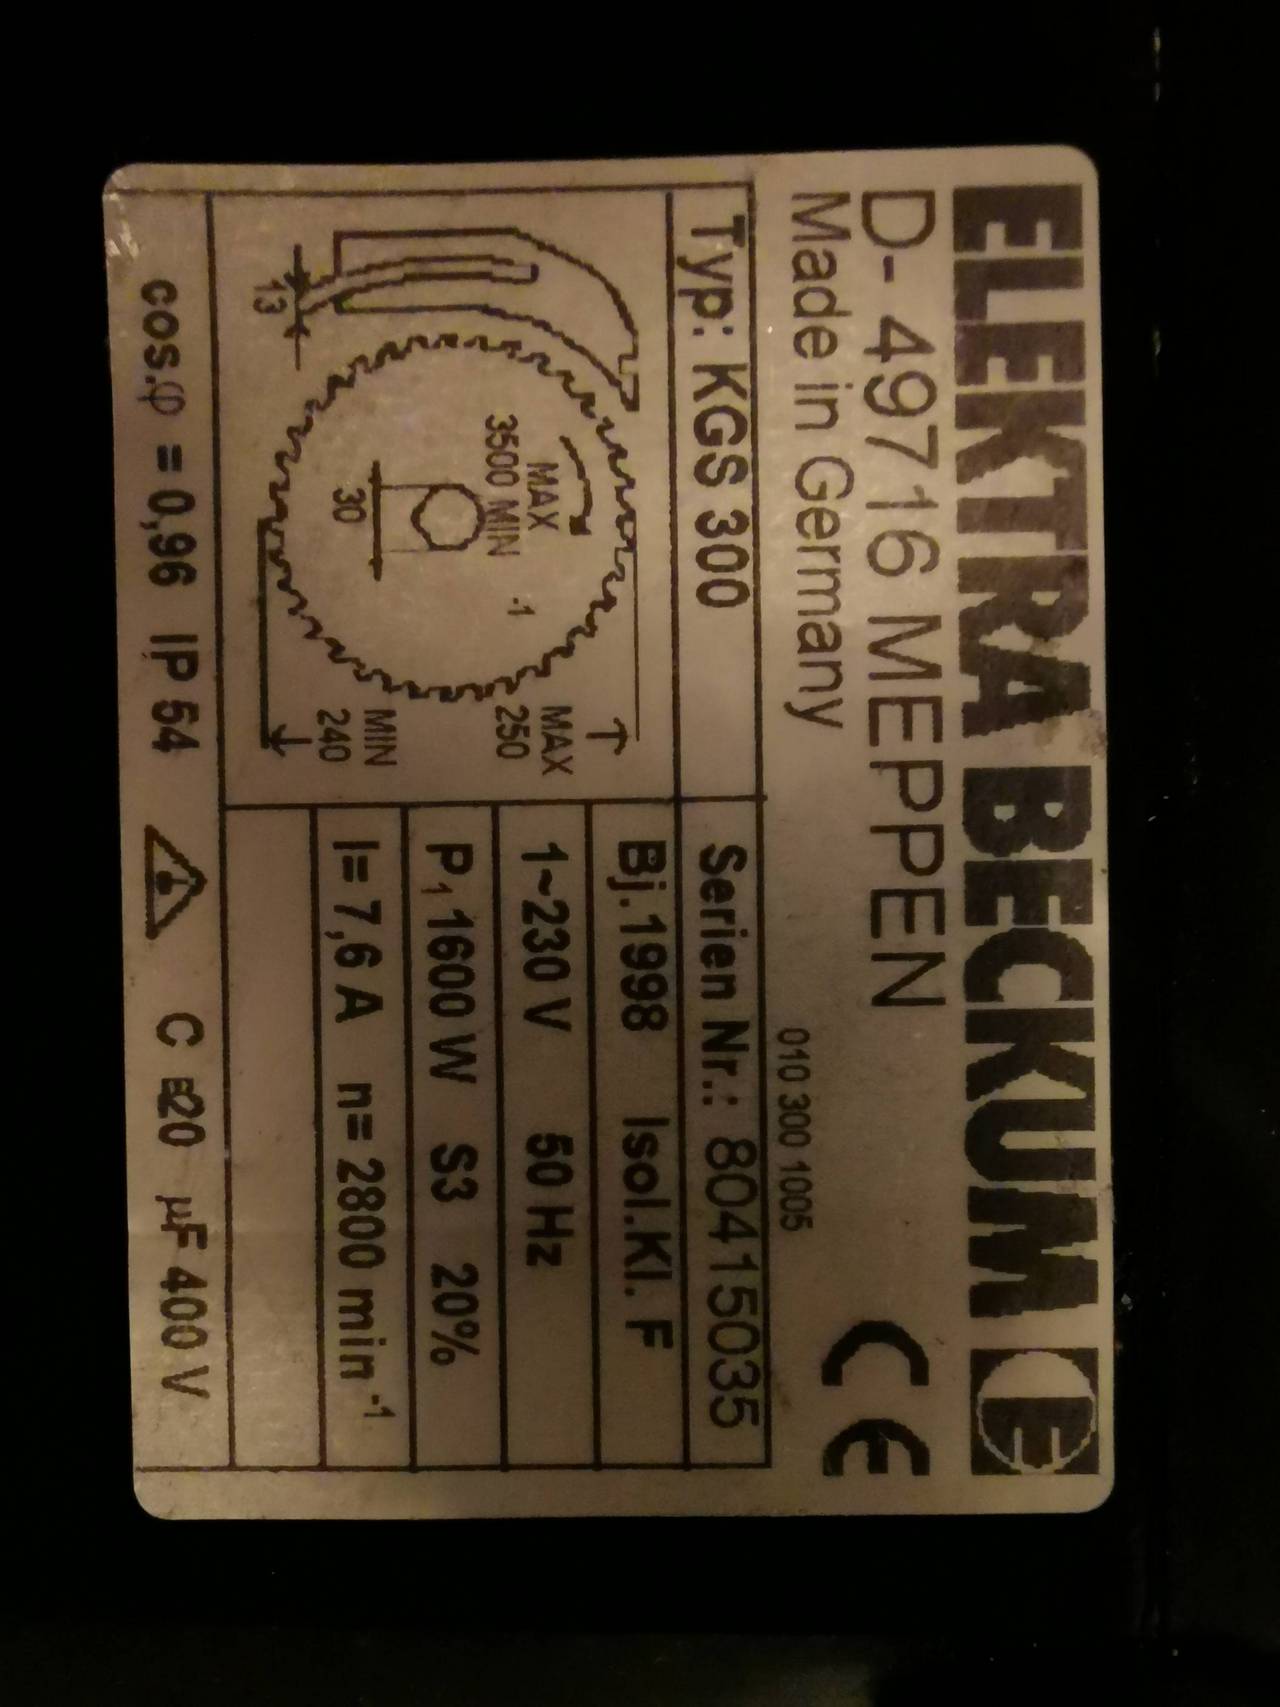 ELEKTRA BECKUM
D-49716 MEPPEN
Made in Germany
010 300 1005
CE
Typ: KGS 300
Serien Nr.: 80415035
Bj.1998 Isol.Kl. F
1~230 V 50 Hz
P1 1600 W S3 20%
I= 7,6 A n= 2800 min-1
MAX
3500 MIN-1
30
13
MAX
250
MIN
240
cos.φ = 0,96 IP 54 C =20 µF 400 V